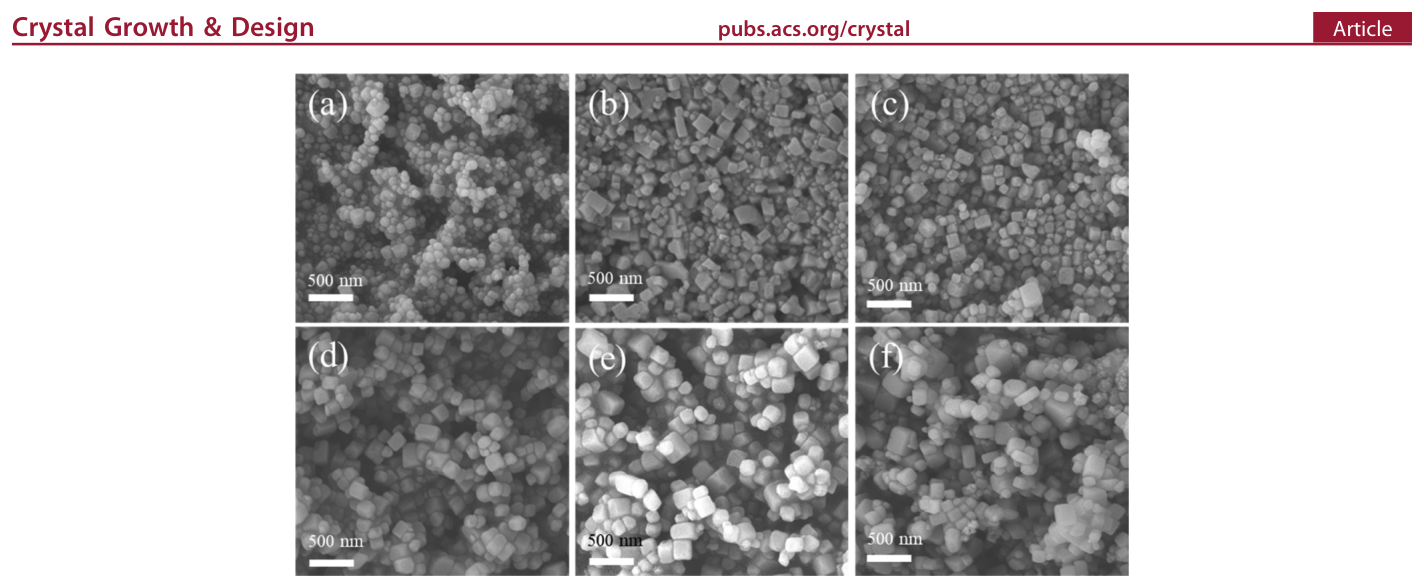 Crystal Growth & Design
pubs.acs.org/crystal
Article
(a)
(b)
(c)
500 nm
500 nm
500 nm
(d)
(e)
(f)
500 nm
500 nm
500 nm